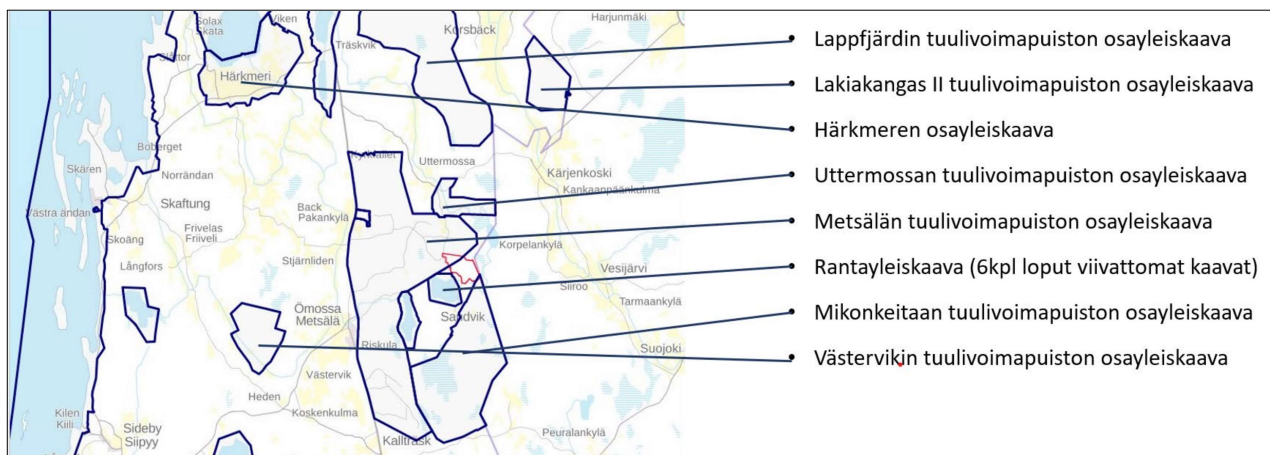 Solax
Skata
Viken
Träskvik
Korsbäck
Harjunmäki
Härkmeri
Boberget
Uttermossa
Kärjenkoski
Kankaanpäänkulma
Skären
Norrändan
Västra ändan
Skaftung
Back
Pakankylä
Frivelas
Friiveli
Skoäng
Korpelankylä
Långfors
Stjärnliden
Vesijärvi
Siiroo
Tarmaankylä
Ömossa
Metsälä
Sandvik
Riskula
Suojoki
Västervik
Heden
Koskenkulma
Kilen
Kiili
Sideby
Siipyy
Kallträsk
Peuralankylä
• Lappfjärdin tuulivoimapuiston osayleiskaava
• Lakiakangas II tuulivoimapuiston osayleiskaava
• Härkmeren osayleiskaava
• Uttermossan tuulivoimapuiston osayleiskaava
• Metsälän tuulivoimapuiston osayleiskaava
• Rantayleiskaava (6kpl loput viivattomat kaavat)
• Mikonkeitaan tuulivoimapuiston osayleiskaava
• Västervikin tuulivoimapuiston osayleiskaava